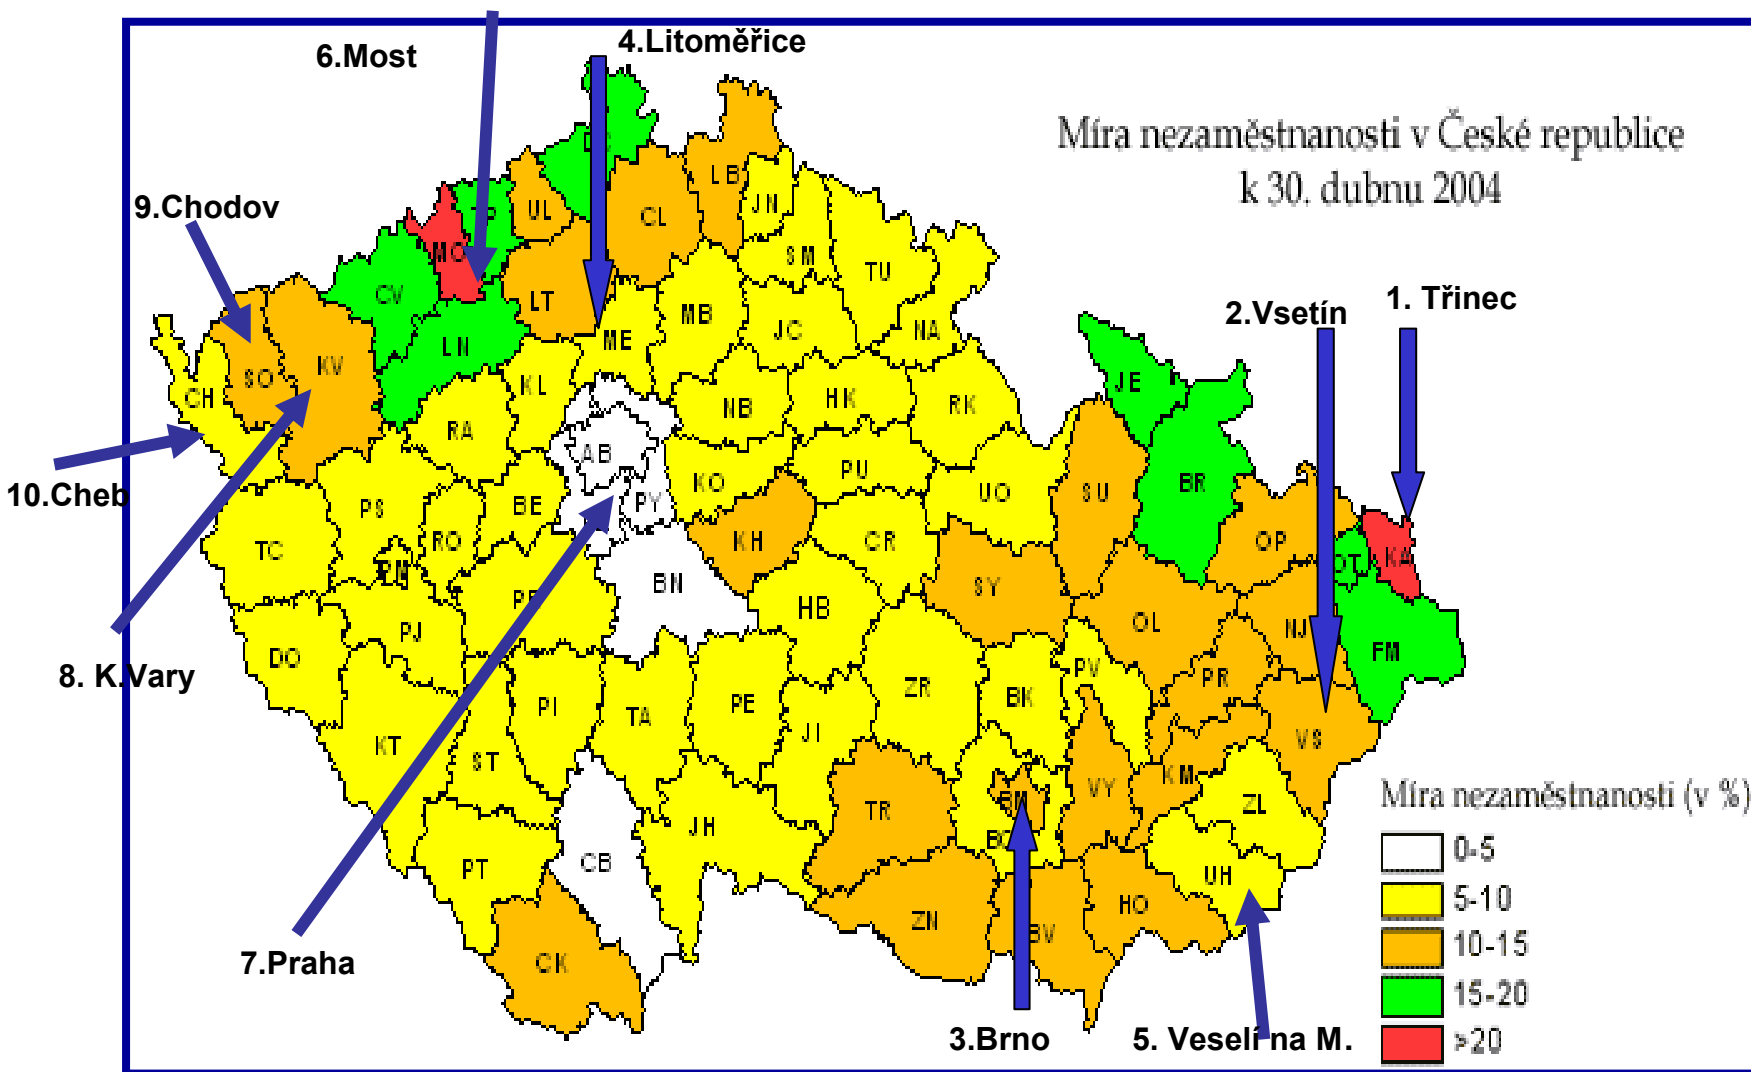 6.Most
4.Litoměřice
Míra nezaměstnanosti v České republice
k 30. dubnu 2004
9.Chodov
2.Vsetín
1. Třinec
10.Cheb
8. K.Vary
7.Praha
3.Brno
5. Veselí na M.
LB
UL
CL
JN
MO
SM
TU
CV
LT
MB
JC
NA
LN
ME
KV
SO
CH
KL
NB
HK
RK
JE
RA
AB
KO
PU
UO
SU
BR
PS
BE
PY
RO
KH
CR
OP
TC
PM
BN
SY
KA
OT
HB
OL
NJ
FM
PJ
DO
PV
PR
ZR
BK
PI
TA
PE
JI
KT
ST
VS
KM
VY
ZL
TR
BM
JH
CB
PT
UH
HO
ZN
BV
CK
Míra nezaměstnanosti (v %)
0-5
5-10
10-15
15-20
>20